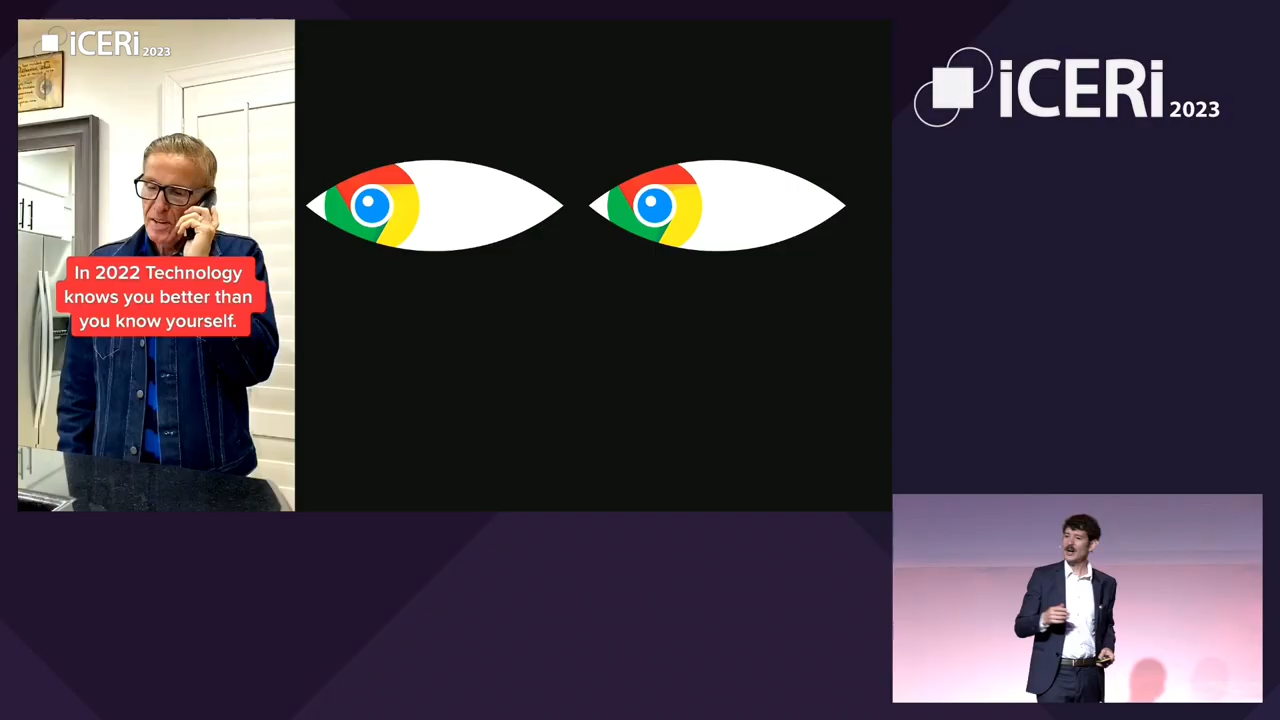 iCERi 2023
In 2022 Technology
knows you better than
you know yourself.
iCERi 2023